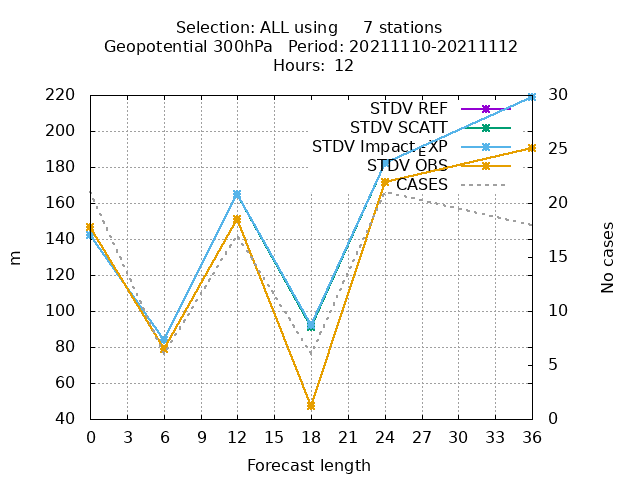 Selection: ALL using 7 stations
Geopotential 300hPa Period: 20211110-20211112
Hours: 12
220 30
STDV REF
200
STDV SCATT
STDV Impact_EXP 25
180
STDV OBS
CASES
160 20
140
15
120
100 10
80
5
60
40 0
m
No cases
0 3 6 9 12 15 18 21 24 27 30 33 36
Forecast length